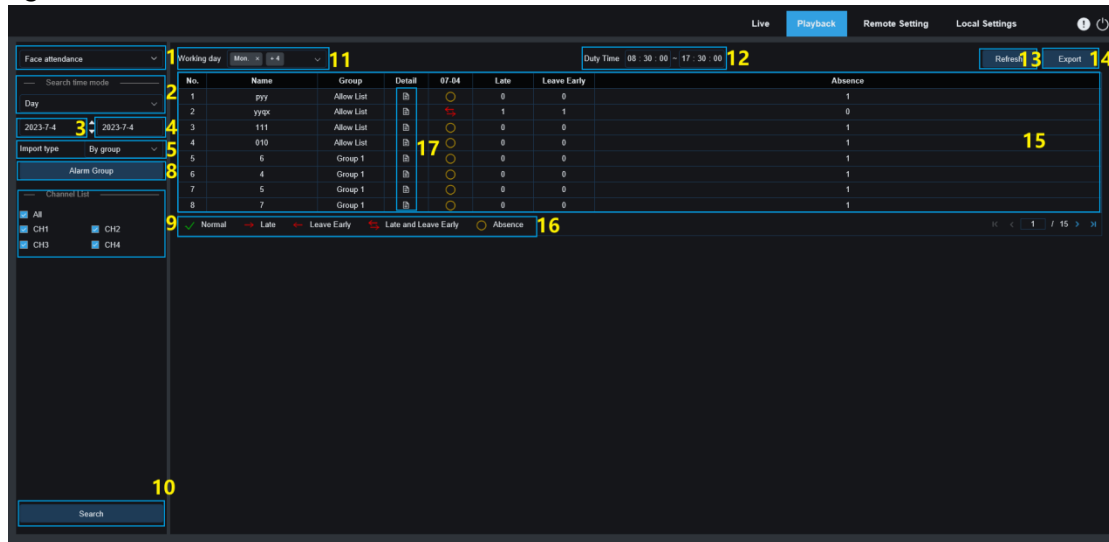 Live Playback Remote Setting Local Settings
Face attendance 1 Working day Mon. × + 4 11 Duty Time 08 : 30 : 00 ~ 17 : 30 : 00 12 Refresh 13 Export 14
Search time mode 2
Day
2023-7-4 3 2023-7-4 4
Import type By group 5
Alarm Group 8
Channel List 9
All
CH1 CH2
CH3 CH4
10
Search
No. Name Group Detail 07-04 Late Leave Early Absence
1 pyy Allow List 0 0 1
2 yyqx Allow List 1 1 0
3 111 Allow List 0 0 1
4 010 Allow List 0 0 1
5 6 Group 1 0 0 1
6 4 Group 1 0 0 1
7 5 Group 1 0 0 1
8 7 Group 1 0 0 1
17
15
Normal Late Leave Early Late and Leave Early Absence 16
1 / 15